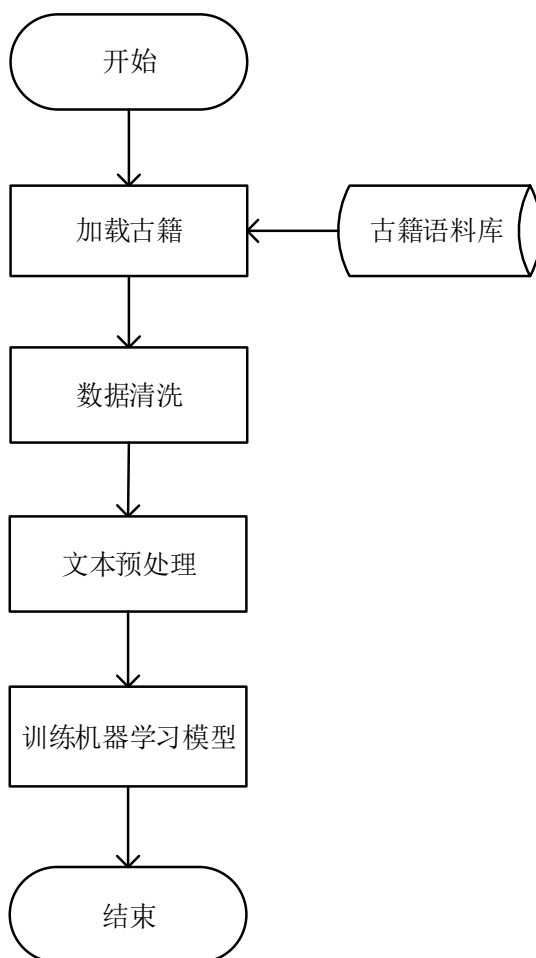 开始
加载古籍
古籍语料库
数据清洗
文本预处理
训练机器学习模型
结束